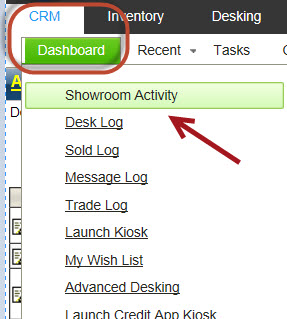 CRM Inventory Desking
Dashboard Recent Tasks
Showroom Activity
Desk Log
Sold Log
Message Log
Trade Log
Launch Kiosk
My Wish List
Advanced Desking
Launch Credit App Kiosk